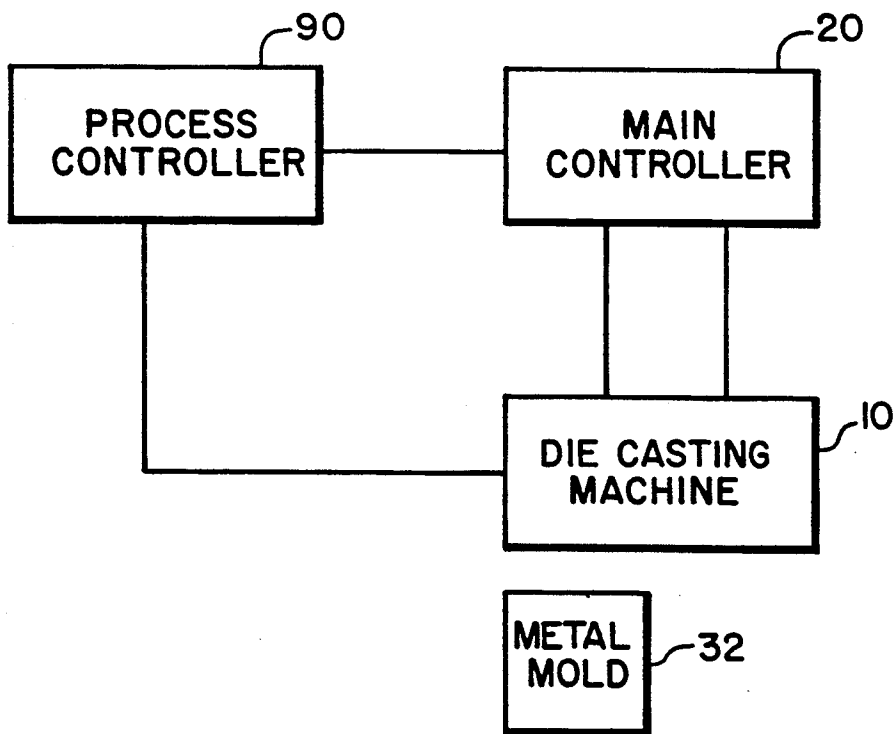 90
20
PROCESS
CONTROLLER
MAIN
CONTROLLER
10
DIE CASTING
MACHINE
METAL
MOLD
32